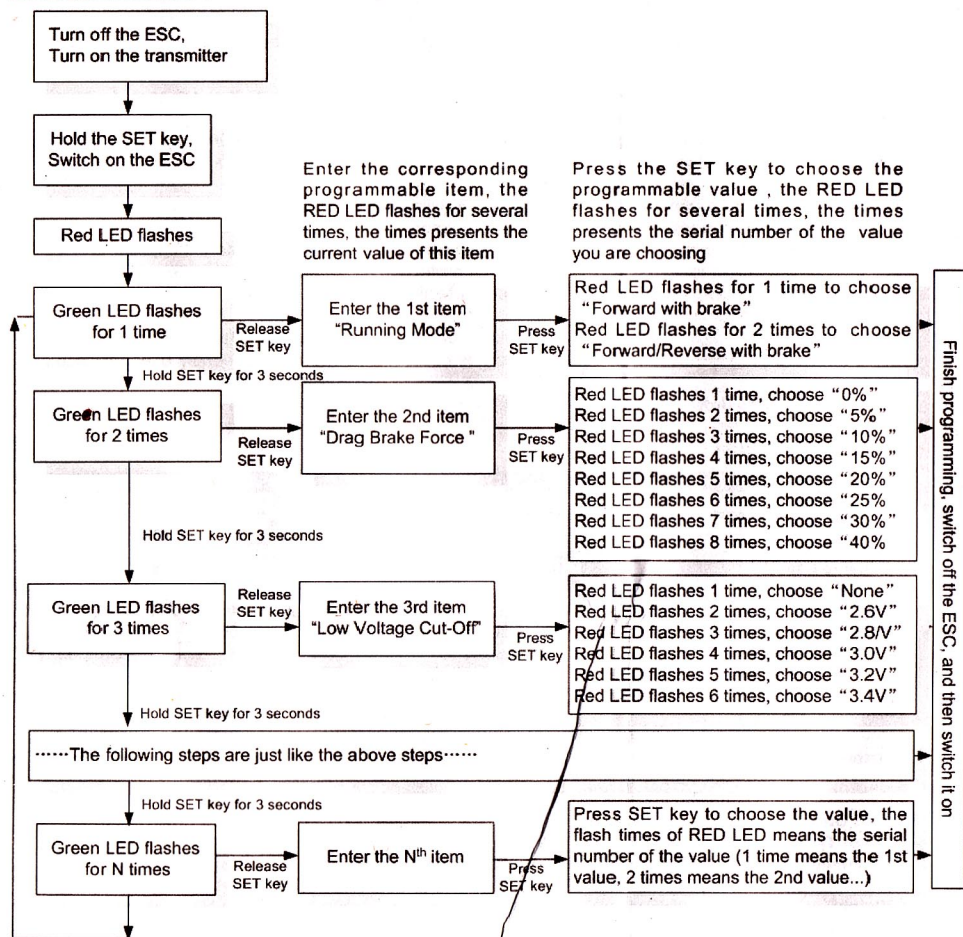 Turn off the ESC,
Turn on the transmitter
Hold the SET key,
Switch on the ESC
Red LED flashes
Enter the corresponding
programmable item, the
RED LED flashes for several
times, the times presents the
current value of this item
Press the SET key to choose the
programmable value , the RED LED
flashes for several times, the times
presents the serial number of the value
you are choosing
Green LED flashes
for 1 time
Release
SET key
Enter the 1st item
“Running Mode”
Press
SET key
Red LED flashes for 1 time to choose
“Forward with brake”
Red LED flashes for 2 times to choose
“Forward/Reverse with brake”
Hold SET key for 3 seconds
Green LED flashes
for 2 times
Release
SET key
Enter the 2nd item
“Drag Brake Force ”
Press
SET key
Red LED flashes 1 time, choose “0%”
Red LED flashes 2 times, choose “5%”
Red LED flashes 3 times, choose “10%”
Red LED flashes 4 times, choose “15%”
Red LED flashes 5 times, choose “20%”
Red LED flashes 6 times, choose “25%
Red LED flashes 7 times, choose “30%”
Red LED flashes 8 times, choose “40%
Hold SET key for 3 seconds
Green LED flashes
for 3 times
Release
SET key
Enter the 3rd item
“Low Voltage Cut-Off”
Press
SET key
Red LED flashes 1 time, choose “None”
Red LED flashes 2 times, choose “2.6V”
Red LED flashes 3 times, choose “2.8/V”
Red LED flashes 4 times, choose “3.0V”
Red LED flashes 5 times, choose “3.2V”
Red LED flashes 6 times, choose “3.4V”
Hold SET key for 3 seconds
······The following steps are just like the above steps······
Hold SET key for 3 seconds
Green LED flashes
for N times
Release
SET key
Enter the Nth item
Press
SET key
Press SET key to choose the value, the
flash times of RED LED means the serial
number of the value (1 time means the 1st
value, 2 times means the 2nd value...)
Finish programming, switch off the ESC, and then switch it on